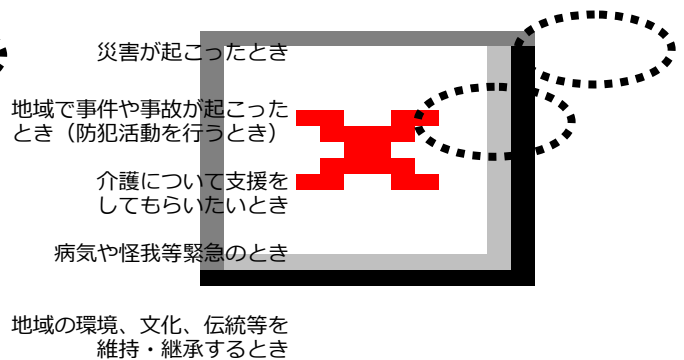 災害が起こったとき
地域で事件や事故が起こった
とき（防犯活動を行うとき）
介護について支援を
してもらいたいとき
病気や怪我等緊急のとき
地域の環境、文化、伝統等を
維持・継承するとき